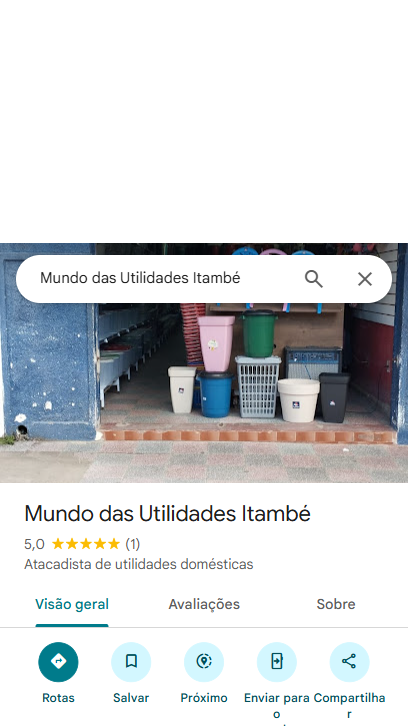 Mundo das Utilidades Itambé
Mundo das Utilidades Itambé
5,0 (1)
Atacadista de utilidades domésticas
Visão geral Avaliações Sobre
Rotas Salvar Próximo Enviar para o Compartilhar